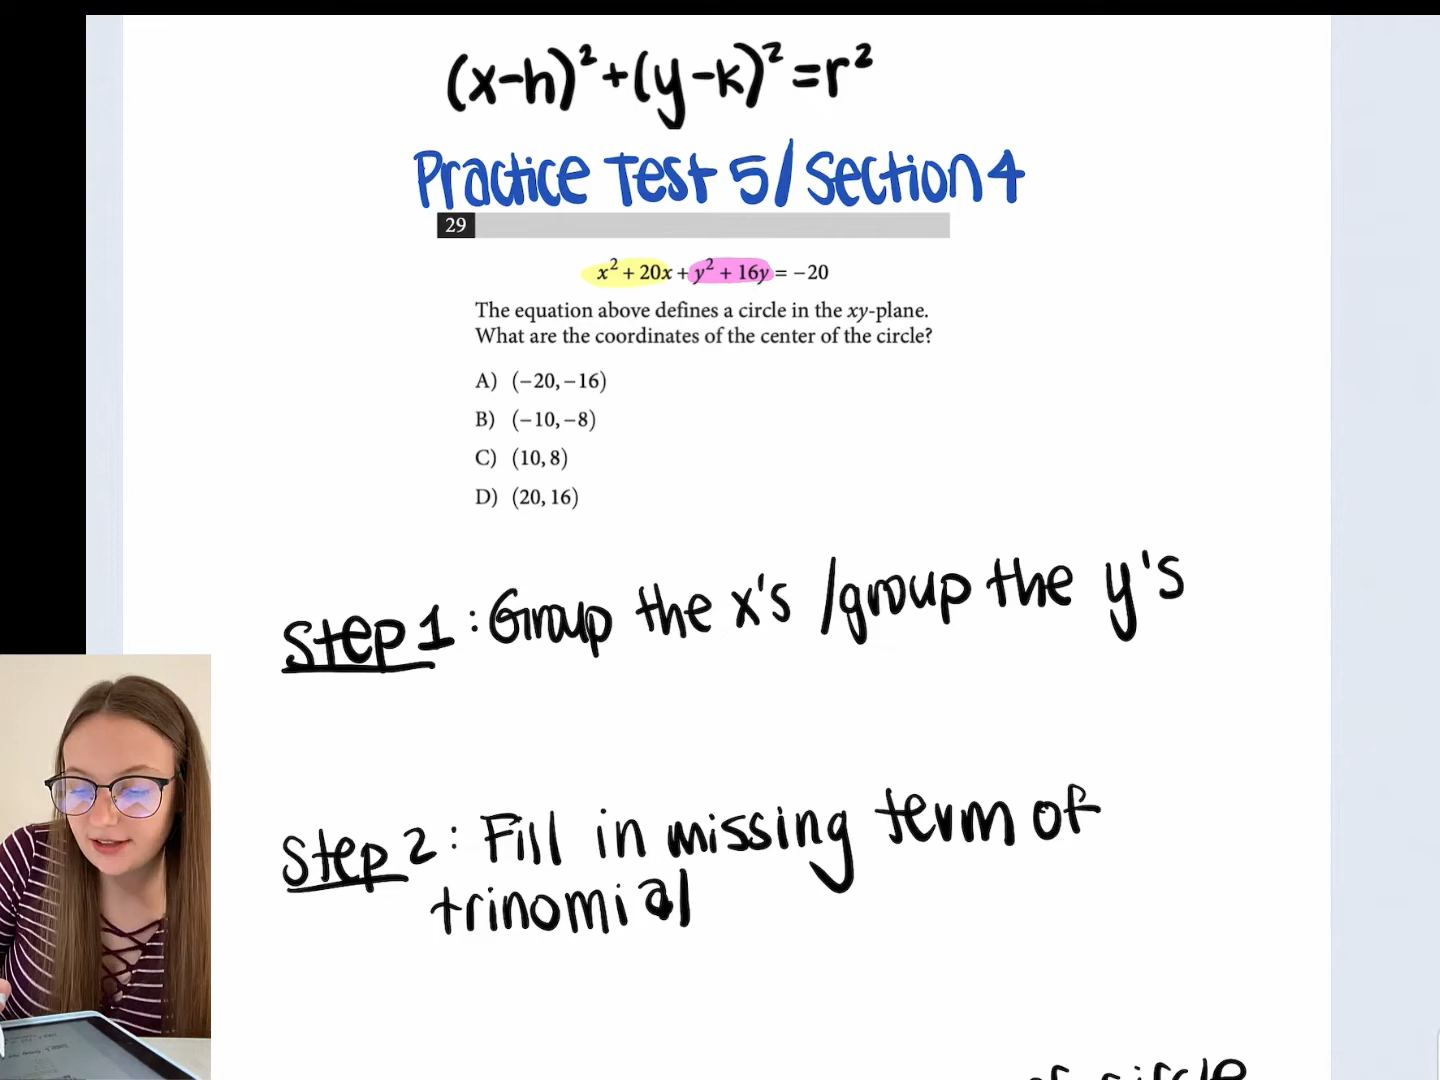 (x-h)²+(y-k)²=r²
Practice Test 5/Section 4
29
x² + 20x + y² + 16y = −20
The equation above defines a circle in the xy-plane.
What are the coordinates of the center of the circle?
A) (−20, −16)
B) (−10, −8)
C) (10, 8)
D) (20, 16)
Step 1: Group the x's /group the y's
Step 2: Fill in missing term of
trinomial
of circle